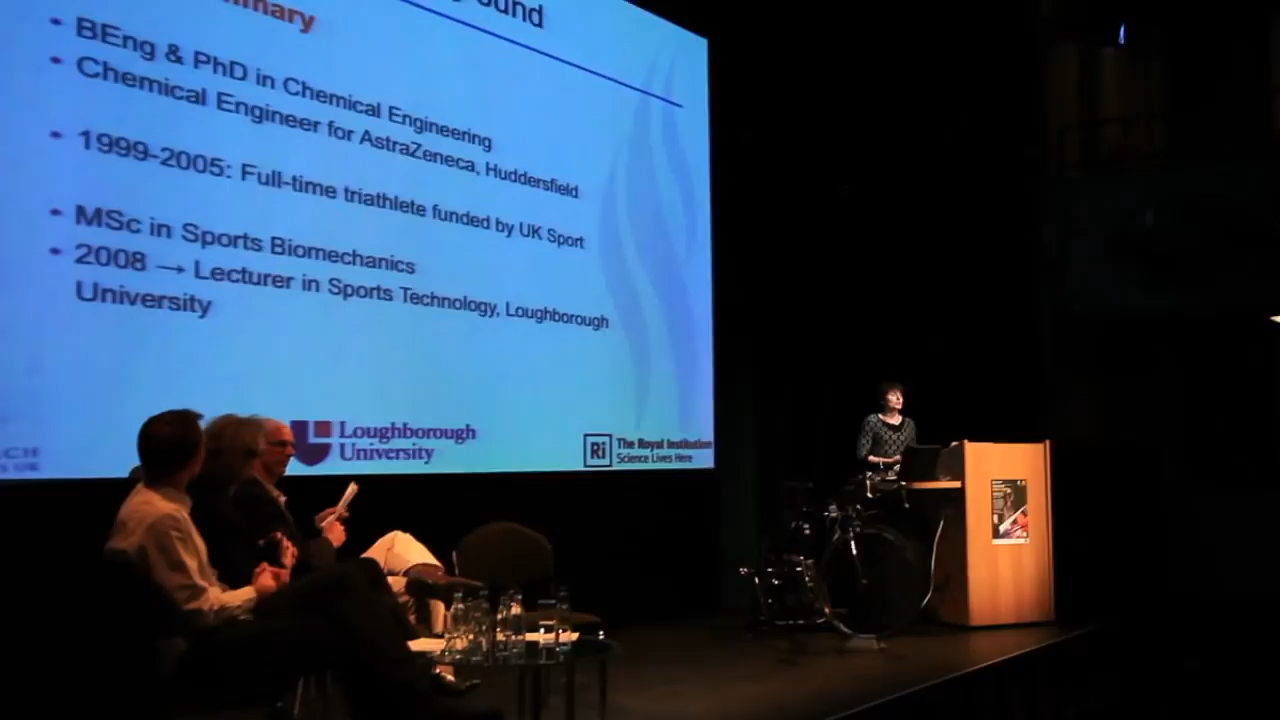 • BEng & PhD in Chemical Engineering
• Chemical Engineer for AstraZeneca, Huddersfield
• 1999-2005: Full-time triathlete funded by UK Sport
• MSc in Sports Biomechanics
• 2008 → Lecturer in Sports Technology, Loughborough
University
Loughborough
University
Ri
The Royal Institution
Science Lives Here